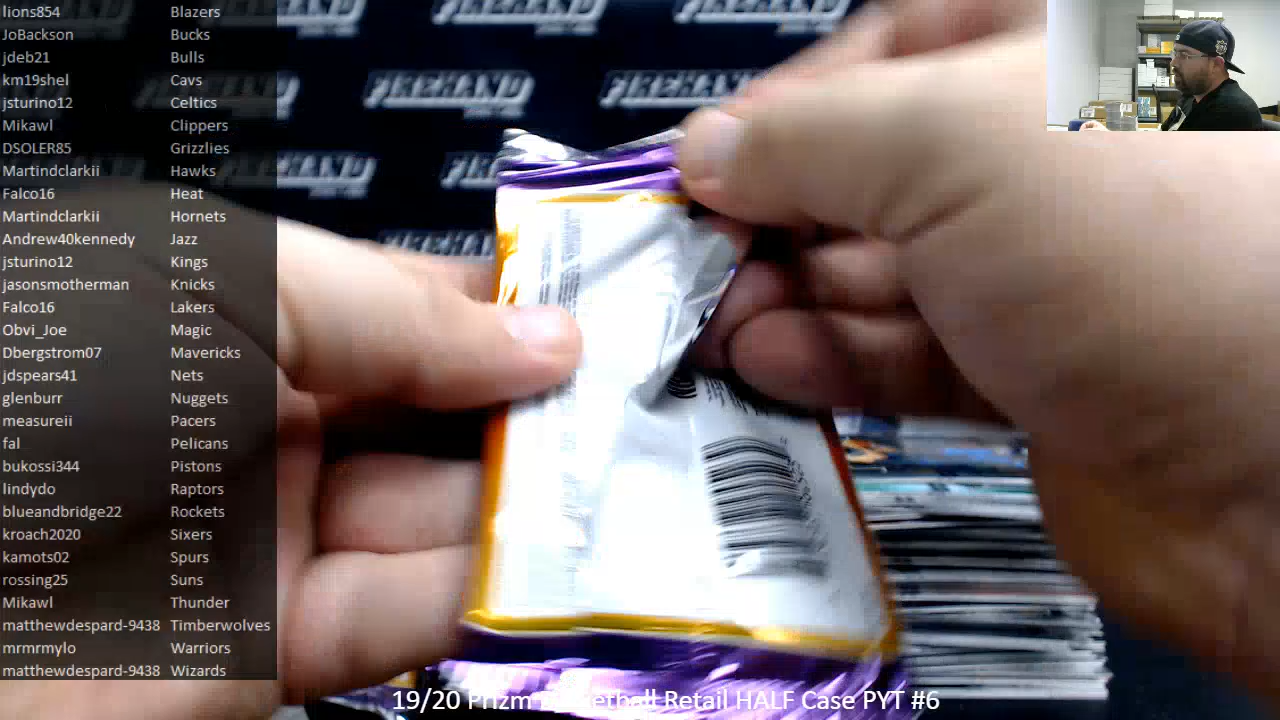 lions854 Blazers
JoBackson Bucks
jdeb21 Bulls
km19shel Cavs
jsturino12 Celtics
Mikawl Clippers
DSOLER85 Grizzlies
Martindclarkii Hawks
Falco16 Heat
Martindclarkii Hornets
Andrew40kennedy Jazz
jsturino12 Kings
jasonsmotherman Knicks
Falco16 Lakers
Obvi_Joe Magic
Dbergstrom07 Mavericks
jdspears41 Nets
glenburr Nuggets
measureii Pacers
fal Pelicans
bukossi344 Pistons
lindydo Raptors
blueandbridge22 Rockets
kroach2020 Sixers
kamots02 Spurs
rossing25 Suns
Mikawl Thunder
matthewdespard-9438 Timberwolves
mrmrmylo Warriors
matthewdespard-9438 Wizards
FIREHAND
FIREHAND
FIREHAND
FIREHAND
FIREHAND
19/20 Prizm Basketball Retail HALF Case PYT #6